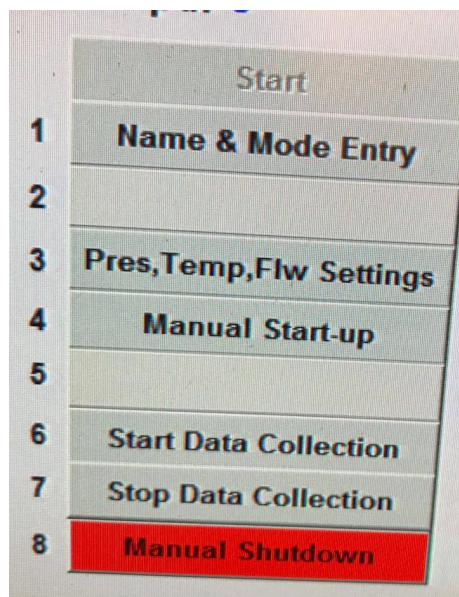 Start
1 Name & Mode Entry
2
3 Pres,Temp,Flw Settings
4 Manual Start-up
5
6 Start Data Collection
7 Stop Data Collection
8 Manual Shutdown